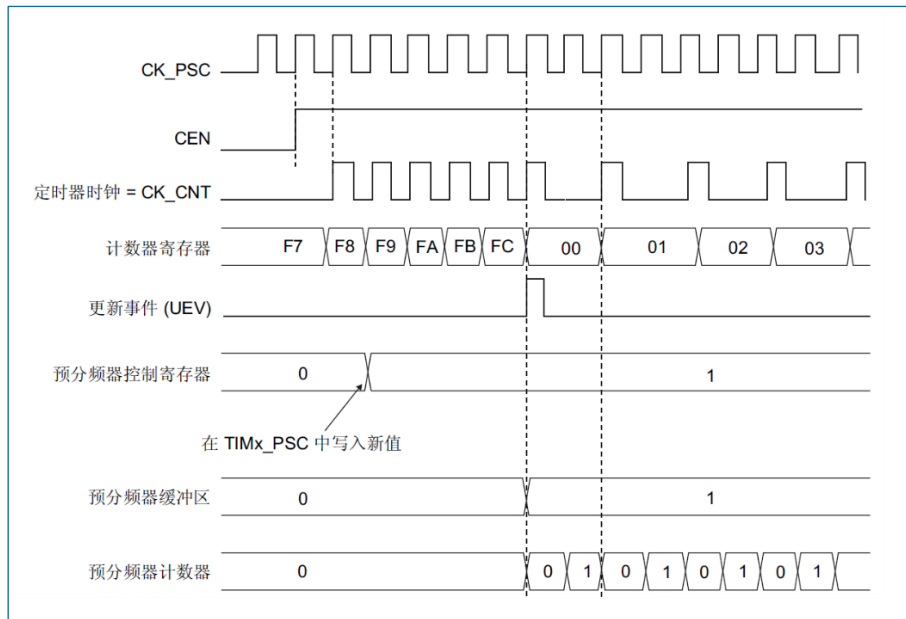 CK_PSC
CEN
定时器时钟 = CK_CNT
计数器寄存器 F7 F8 F9 FA FB FC 00 01 02 03
更新事件 (UEV)
预分频器控制寄存器 0 1
在 TIMx_PSC 中写入新值
预分频器缓冲区 0 1
预分频器计数器 0 0 1 0 1 0 1 0 1